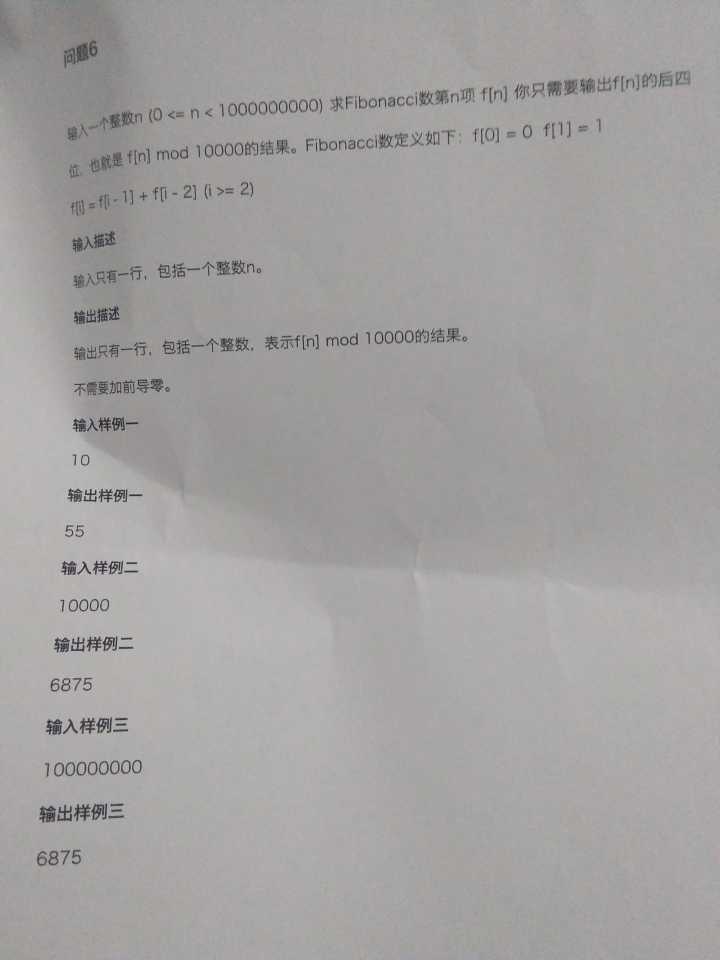 问题6
输入一个整数n (0 <= n < 1000000000) 求Fibonacci数第n项 f[n] 你只需要输出f[n]的后四
位，也就是 f[n] mod 10000的结果。Fibonacci数定义如下：f[0] = 0 f[1] = 1
f[i] = f[i - 1] + f[i - 2] (i >= 2)
输入描述
输入只有一行，包括一个整数n。
输出描述
输出只有一行，包括一个整数，表示f[n] mod 10000的结果。
不需要加前导零。
输入样例一
10
输出样例一
55
输入样例二
10000
输出样例二
6875
输入样例三
100000000
输出样例三
6875